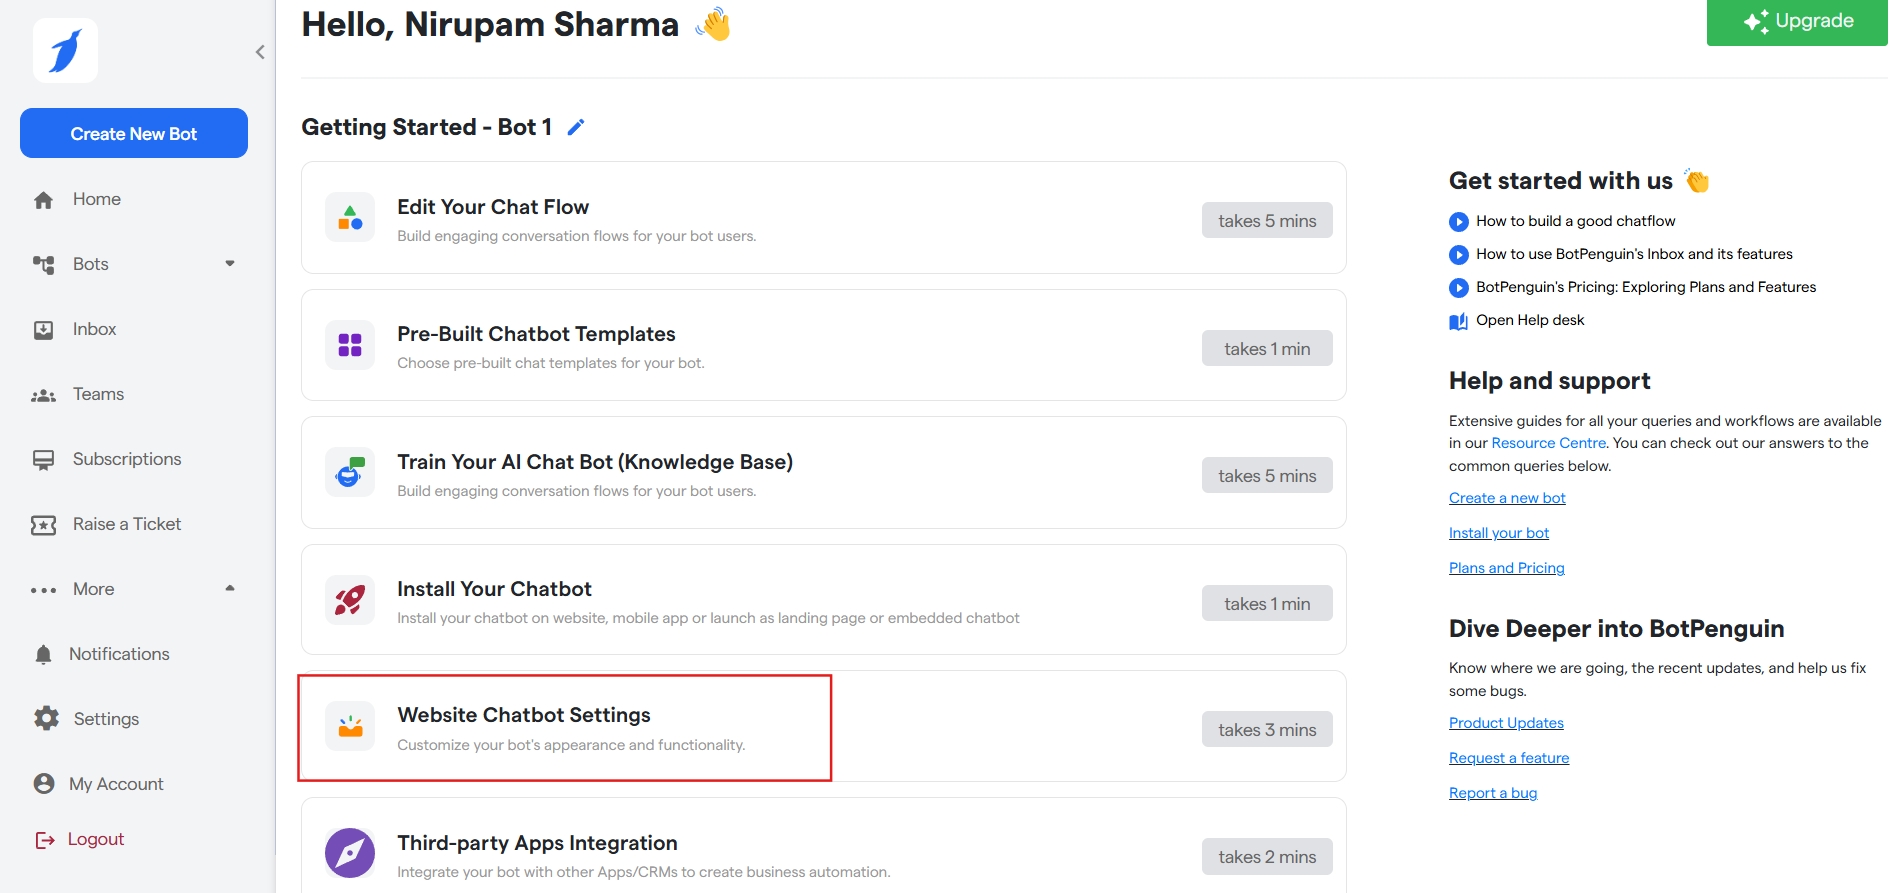 Hello, Nirupam Sharma
Upgrade
Create New Bot
Home
Bots
Inbox
Teams
Subscriptions
Raise a Ticket
More
Notifications
Settings
My Account
Logout
Getting Started - Bot 1
Edit Your Chat Flow
Build engaging conversation flows for your bot users.
takes 5 mins
Pre-Built Chatbot Templates
Choose pre-built chat templates for your bot.
takes 1 min
Train Your AI Chat Bot (Knowledge Base)
Build engaging conversation flows for your bot users.
takes 5 mins
Install Your Chatbot
Install your chatbot on website, mobile app or launch as landing page or embedded chatbot
takes 1 min
Website Chatbot Settings
Customize your bot's appearance and functionality.
takes 3 mins
Third-party Apps Integration
Integrate your bot with other Apps/CRMs to create business automation.
takes 2 mins
Get started with us
How to build a good chatflow
How to use BotPenguin's Inbox and its features
BotPenguin's Pricing: Exploring Plans and Features
Open Help desk
Help and support
Extensive guides for all your queries and workflows are available
in our Resource Centre. You can check out our answers to the
common queries below.
Create a new bot
Install your bot
Plans and Pricing
Dive Deeper into BotPenguin
Know where we are going, the recent updates, and help us fix
some bugs.
Product Updates
Request a feature
Report a bug